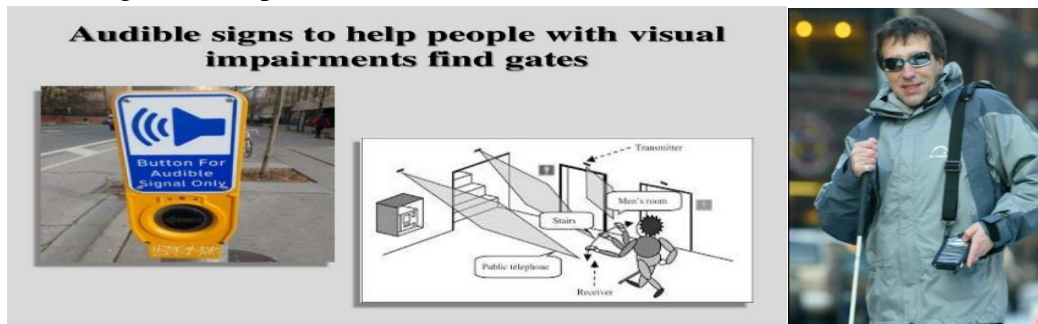 Audible signs to help people with visual
impairments find gates
Button For
Audible
Signal Only
Transmitter
Men's room
Stairs
Public telephone
Receiver